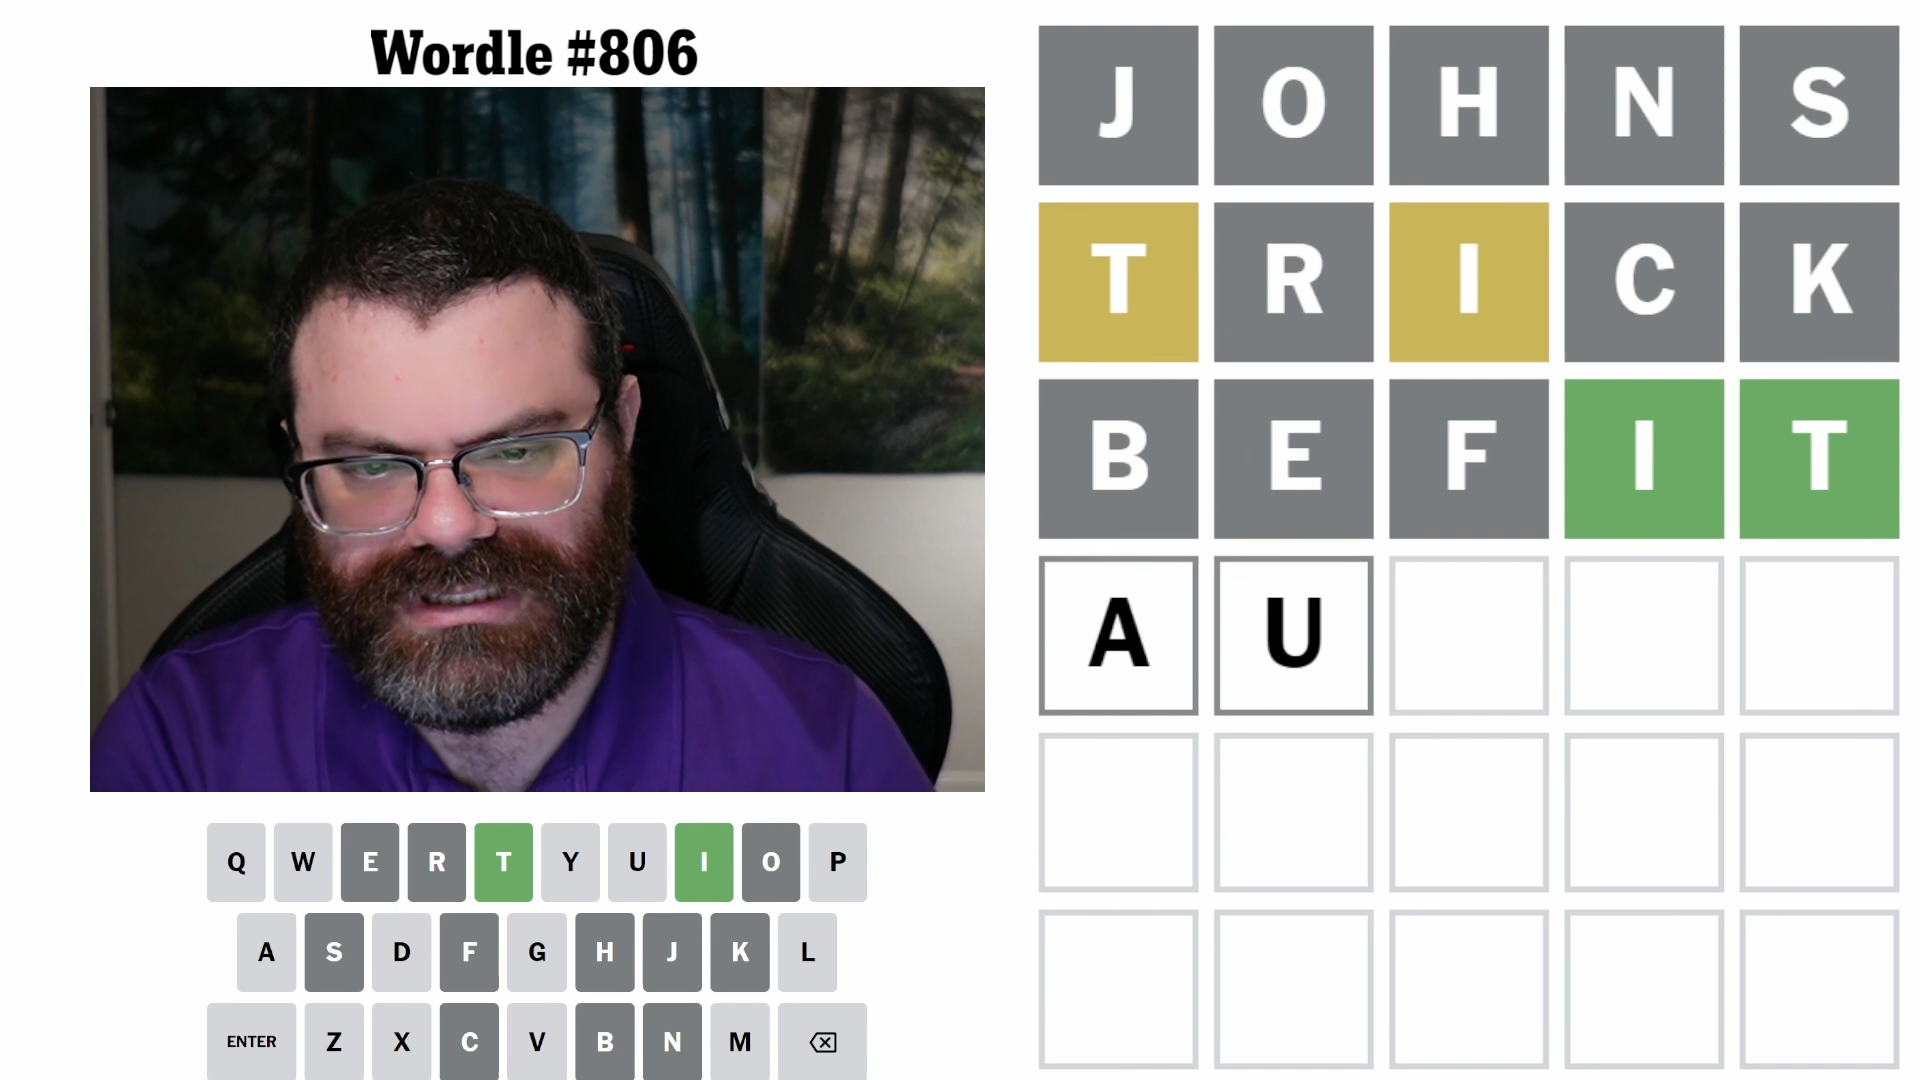 Wordle #806
J O H N S
T R I C K
B E F I T
A U
Q W E R T Y U I O P
A S D F G H J K L
ENTER Z X C V B N M